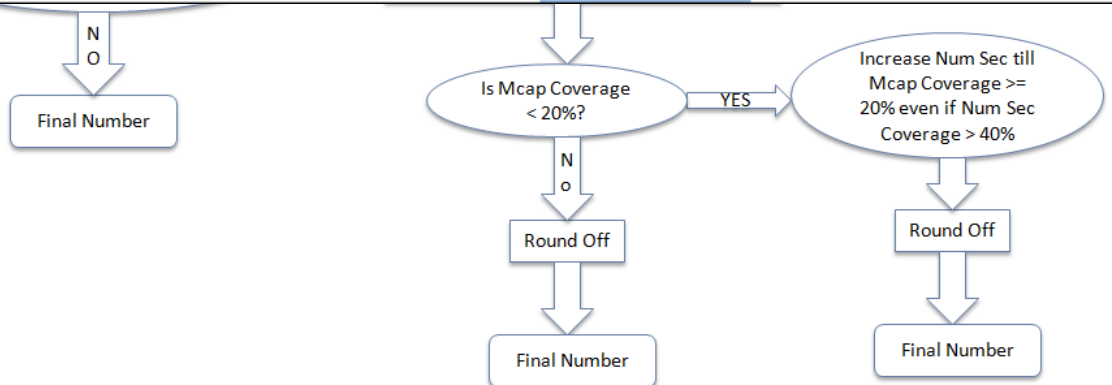 N
O
Final Number
Is Mcap Coverage
< 20%?
YES
Increase Num Sec till
Mcap Coverage >=
20% even if Num Sec
Coverage > 40%
N
o
Round Off
Final Number
Round Off
Final Number